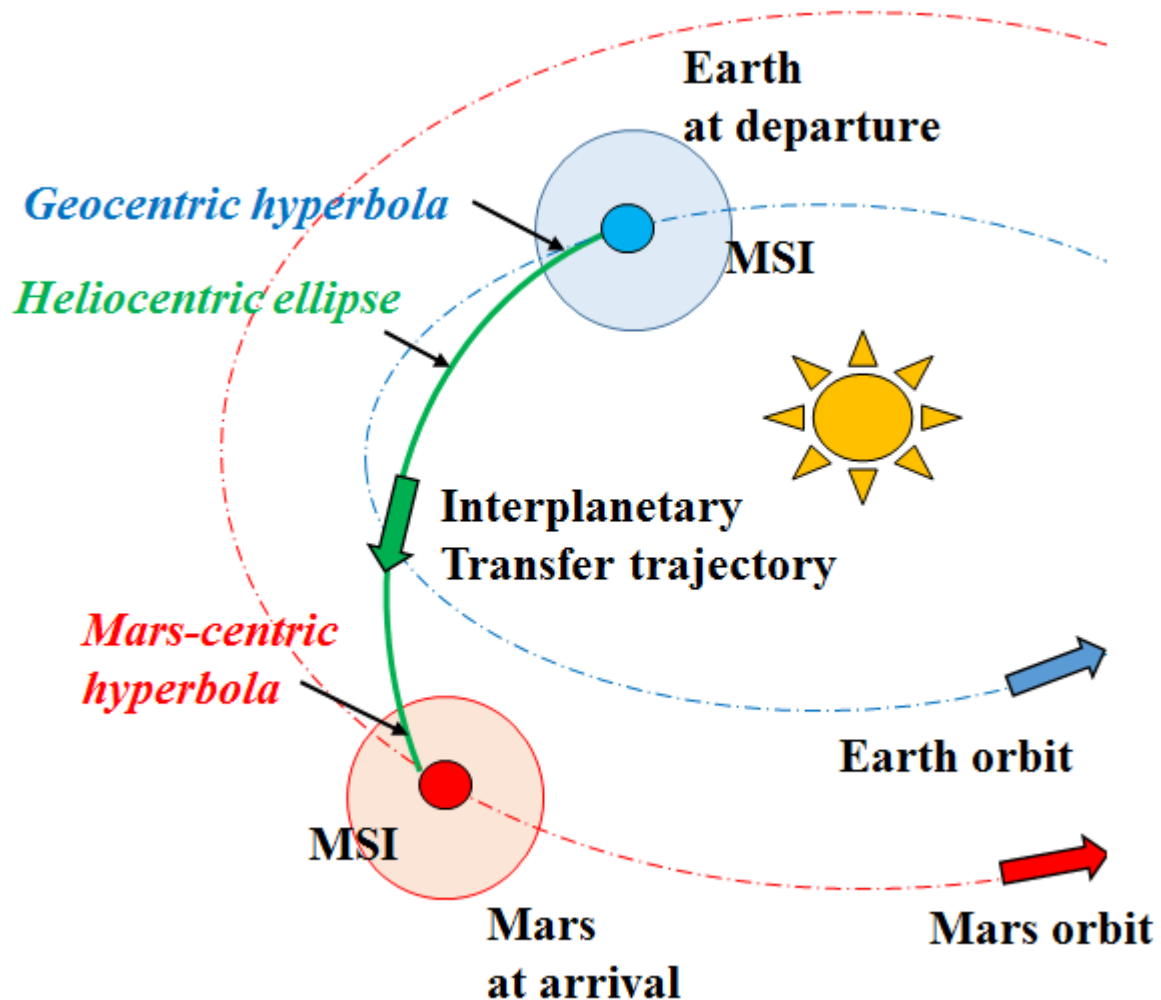 Earth
at departure
Geocentric hyperbola
MSI
Heliocentric ellipse
Interplanetary
Transfer trajectory
Mars-centric
hyperbola
Earth orbit
MSI
Mars orbit
Mars
at arrival